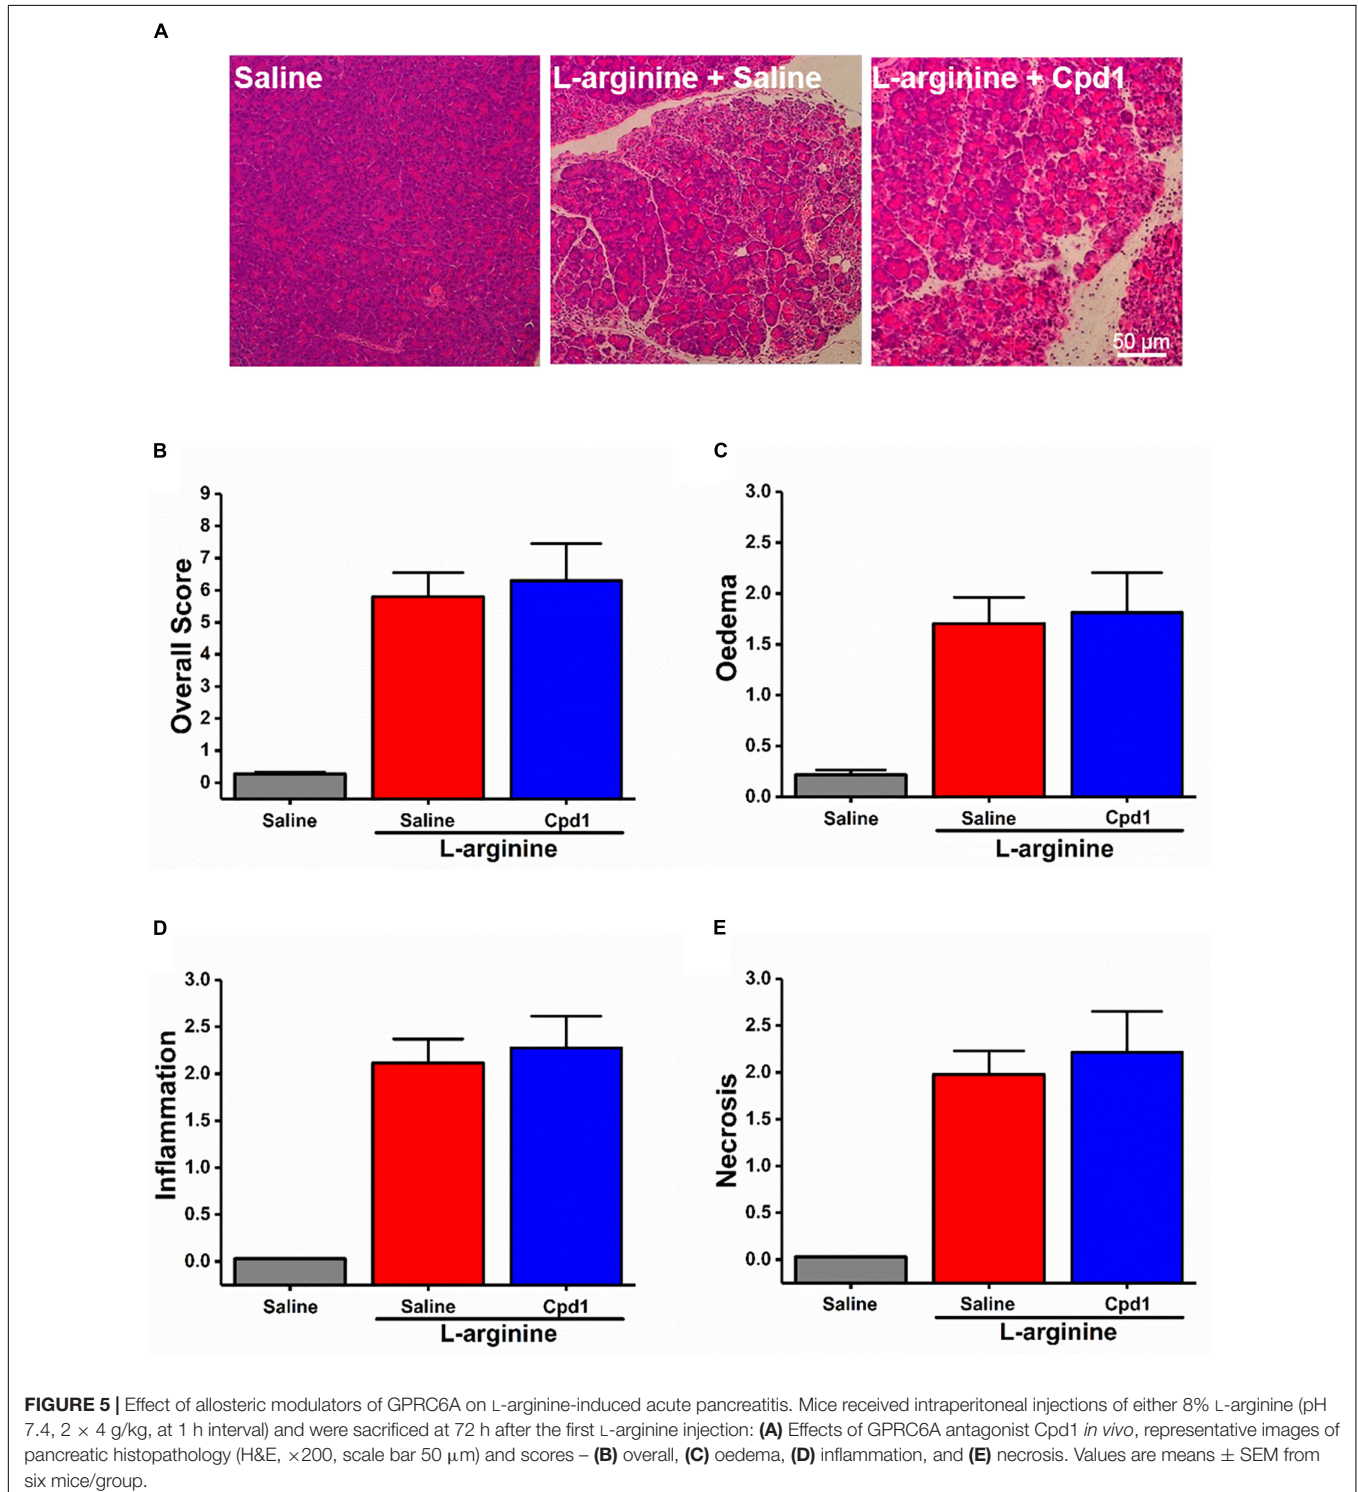 A
Saline
L-arginine + Saline
L-arginine + Cpd1
50 μm
B
9
8
7
6
5
4
3
2
1
0
Overall Score
Saline
Saline
Cpd1
L-arginine
C
3.0
2.5
2.0
1.5
1.0
0.5
0.0
Oedema
Saline
Saline
Cpd1
L-arginine
D
3.0
2.5
2.0
1.5
1.0
0.5
0.0
Inflammation
Saline
Saline
Cpd1
L-arginine
E
3.0
2.5
2.0
1.5
1.0
0.5
0.0
Necrosis
Saline
Saline
Cpd1
L-arginine
FIGURE 5 | Effect of allosteric modulators of GPRC6A on L-arginine-induced acute pancreatitis. Mice received intraperitoneal injections of either 8% L-arginine (pH
7.4, 2 × 4 g/kg, at 1 h interval) and were sacrificed at 72 h after the first L-arginine injection: (A) Effects of GPRC6A antagonist Cpd1 in vivo, representative images of
pancreatic histopathology (H&E, ×200, scale bar 50 μm) and scores – (B) overall, (C) oedema, (D) inflammation, and (E) necrosis. Values are means ± SEM from
six mice/group.